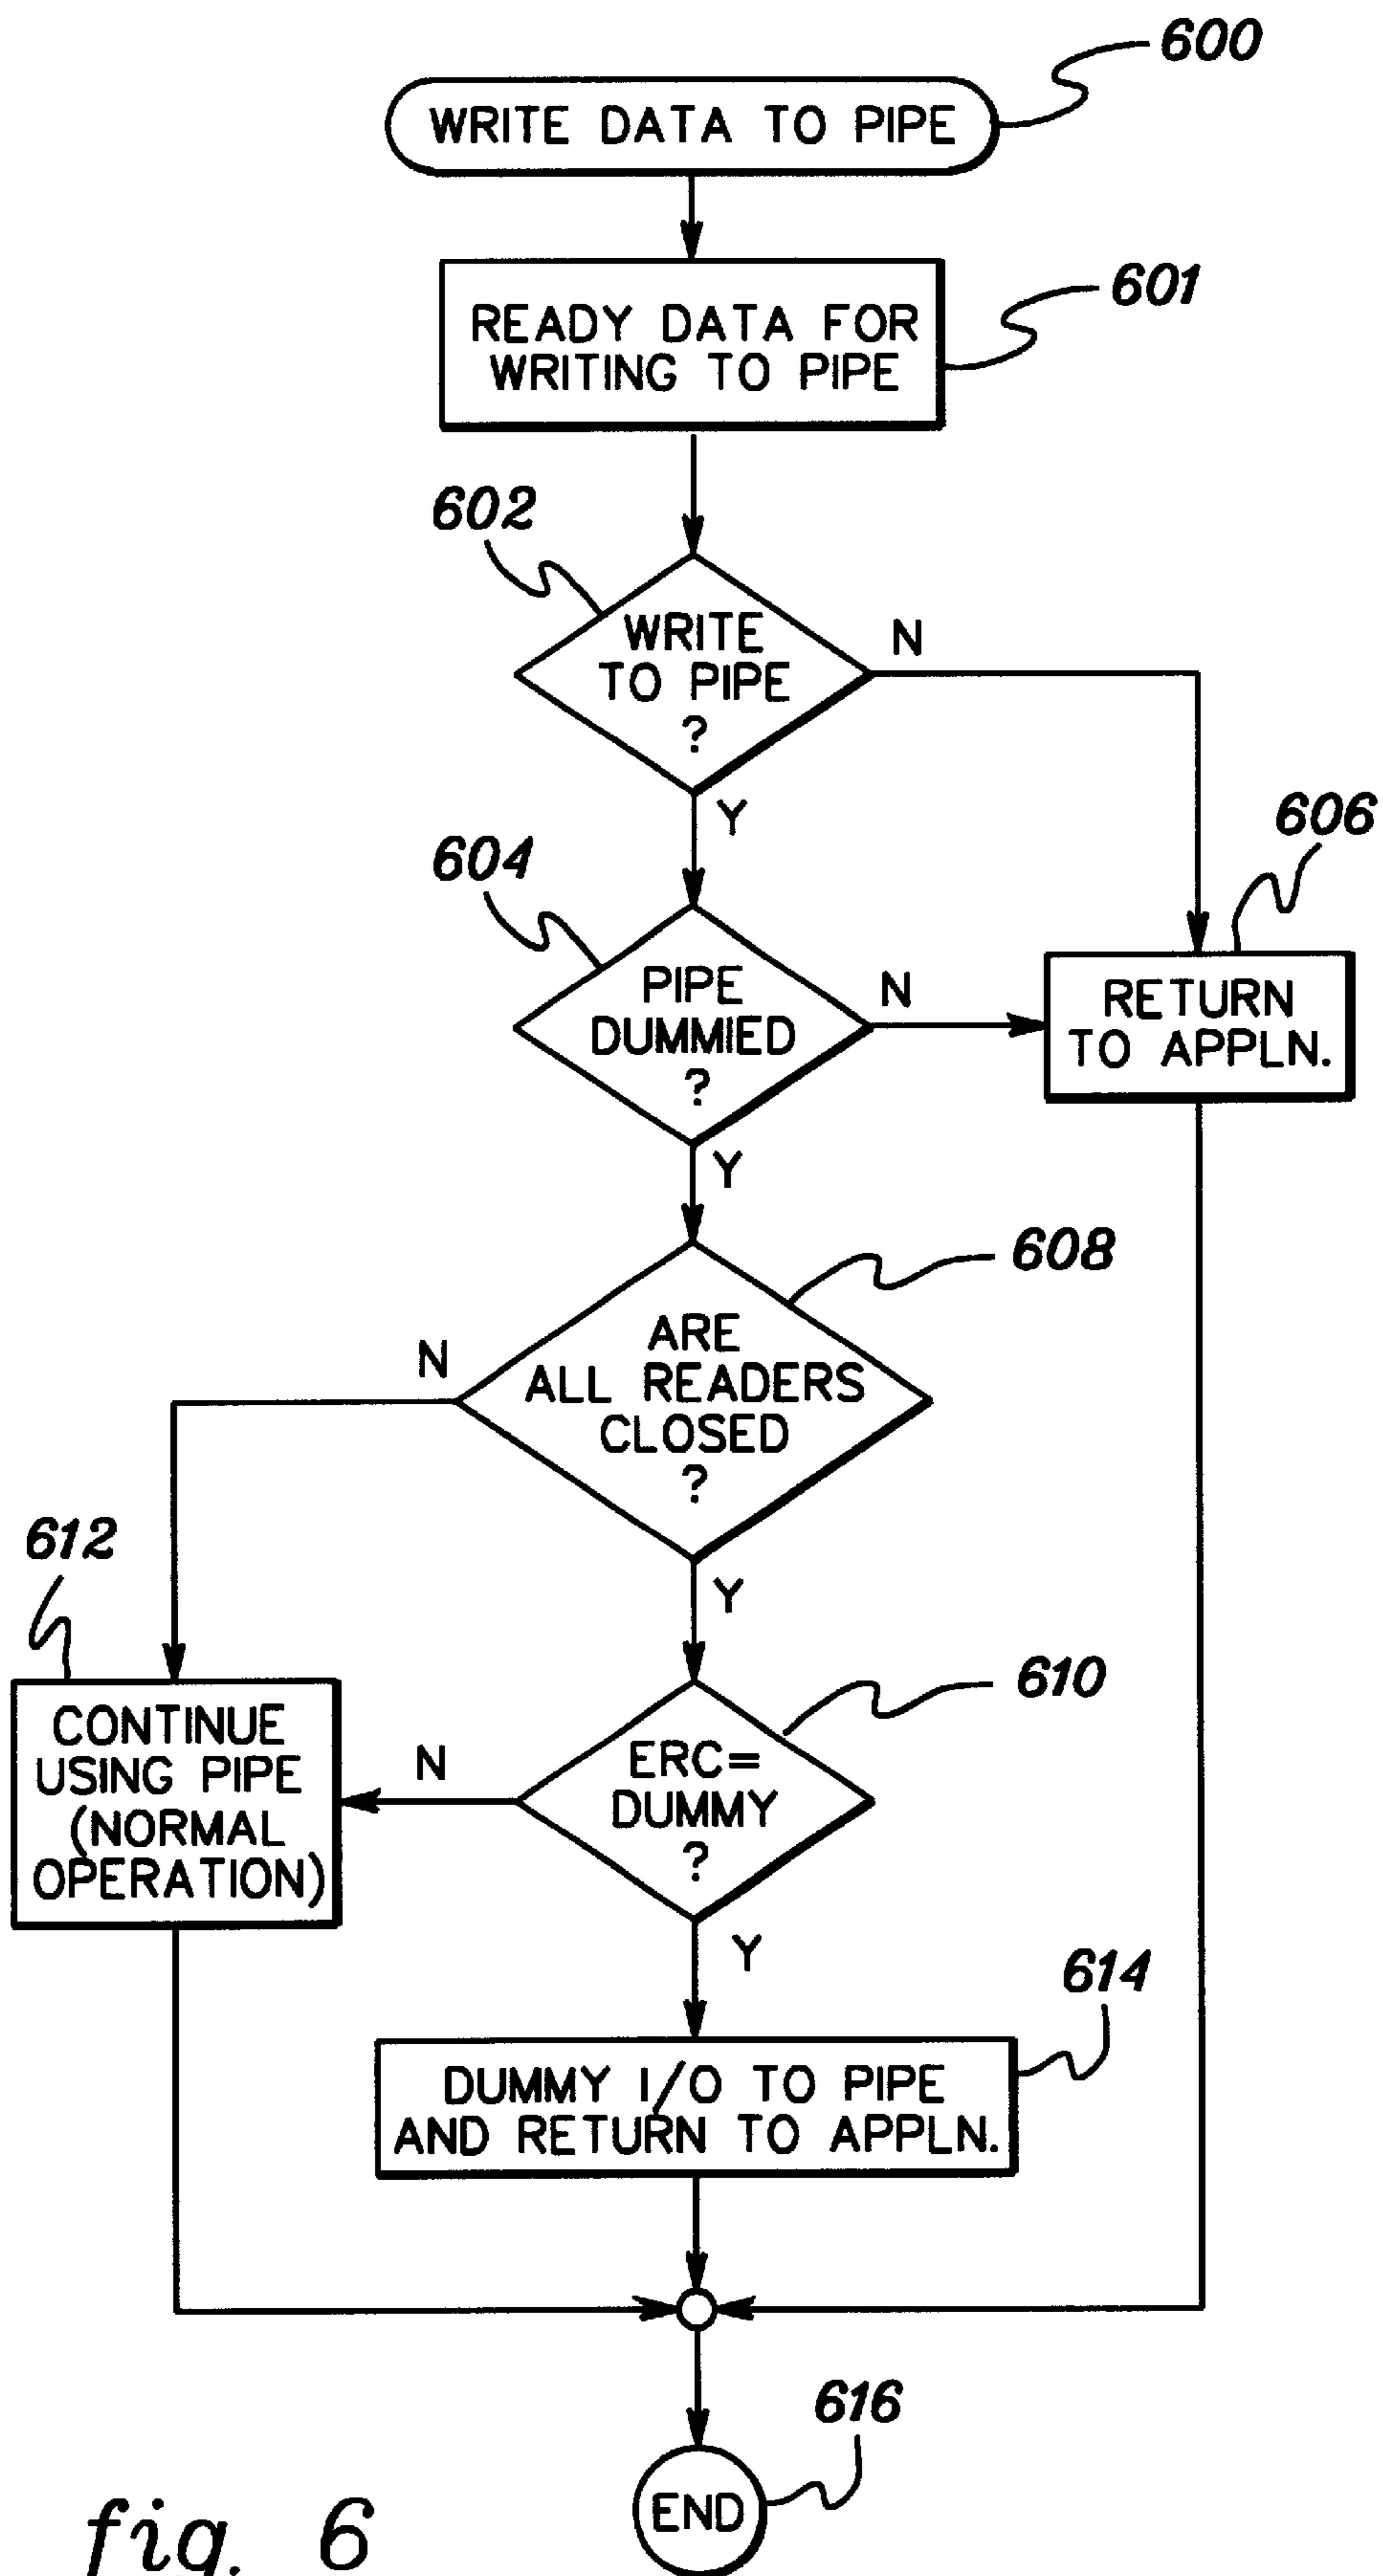 600
WRITE DATA TO PIPE
601
READY DATA FOR
WRITING TO PIPE
602
WRITE
TO PIPE
?
N
Y
606
604
PIPE
DUMMIED
?
N
RETURN
TO APPLN.
Y
608
ARE
ALL READERS
CLOSED
?
N
Y
612
610
CONTINUE
USING PIPE
(NORMAL
OPERATION)
N
ERC=
DUMMY
?
Y
614
DUMMY I/O TO PIPE
AND RETURN TO APPLN.
616
END
fig. 6